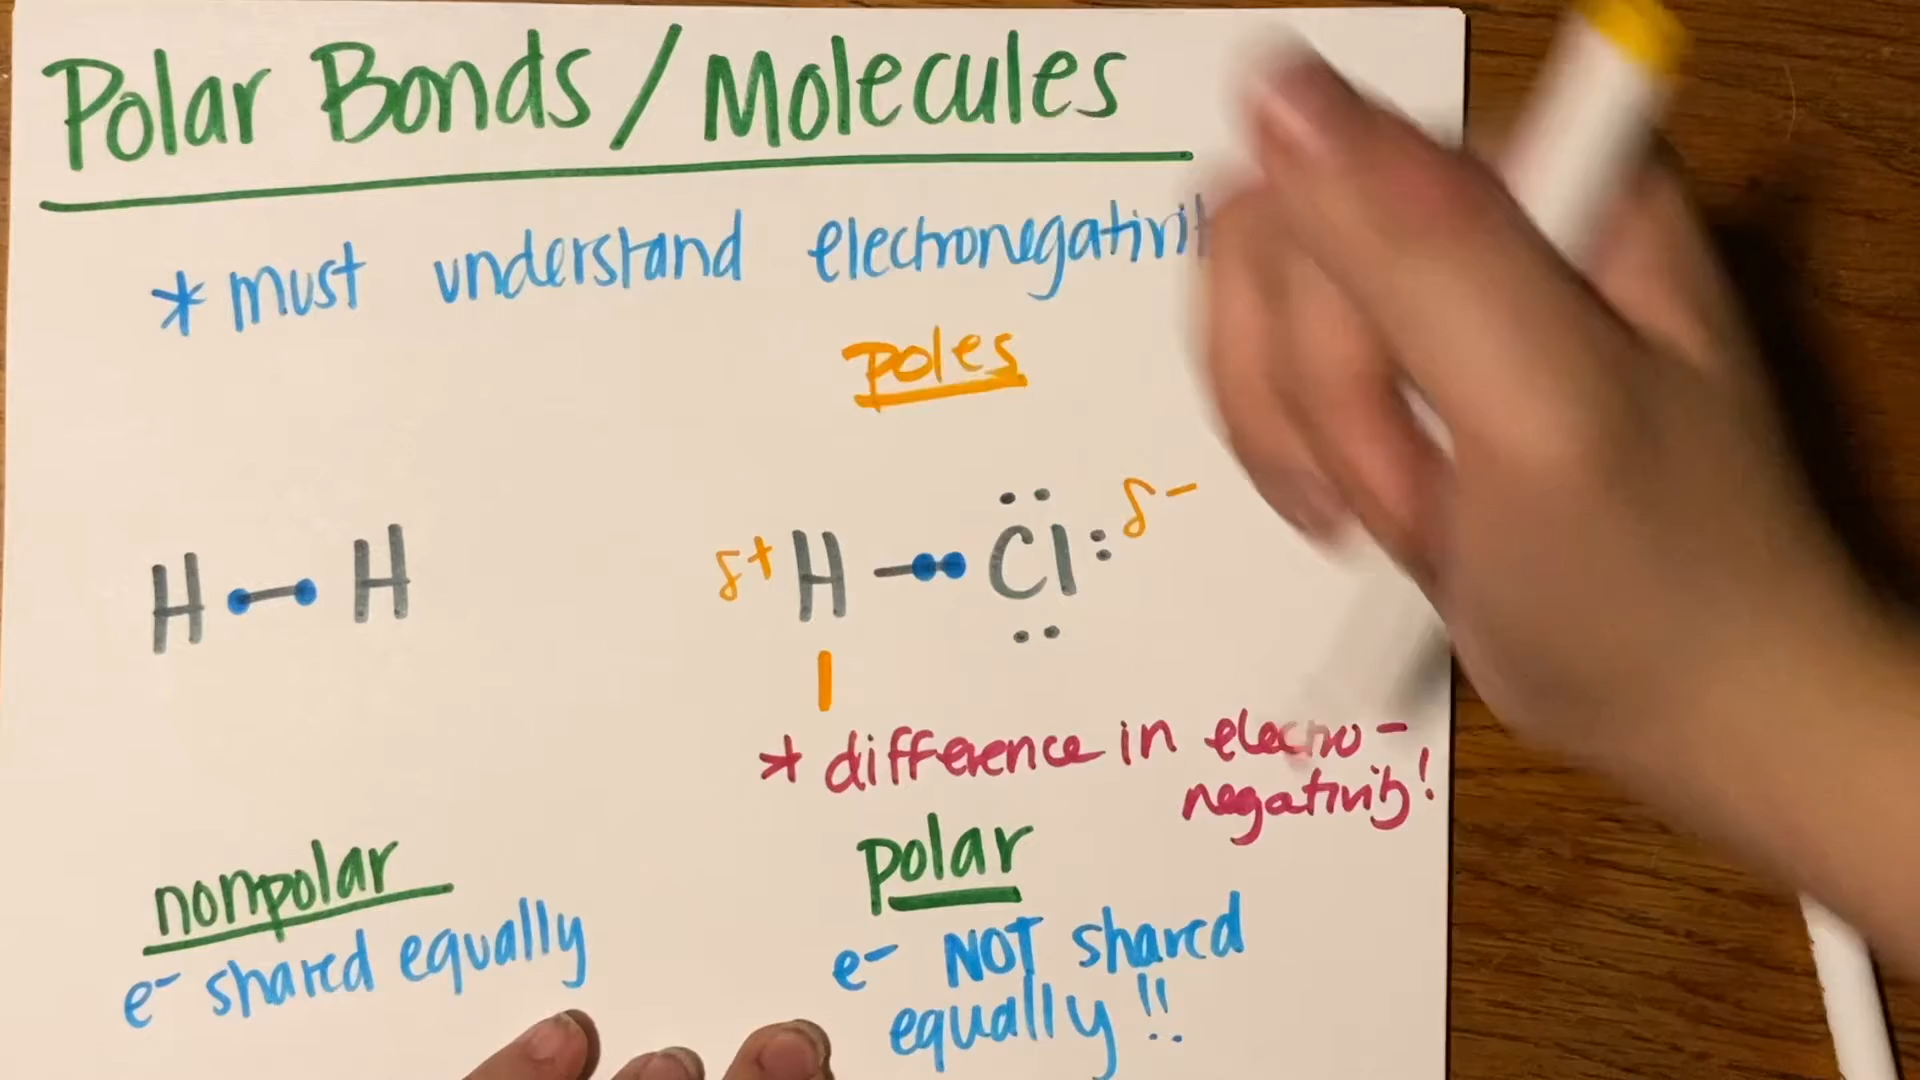 Polar Bonds / Molecules
* must understand electronegativit
poles
H H
δ+ H Cl δ-
* difference in electro-
negativity!
nonpolar
e- shared equally
polar
e- NOT shared
equally !!